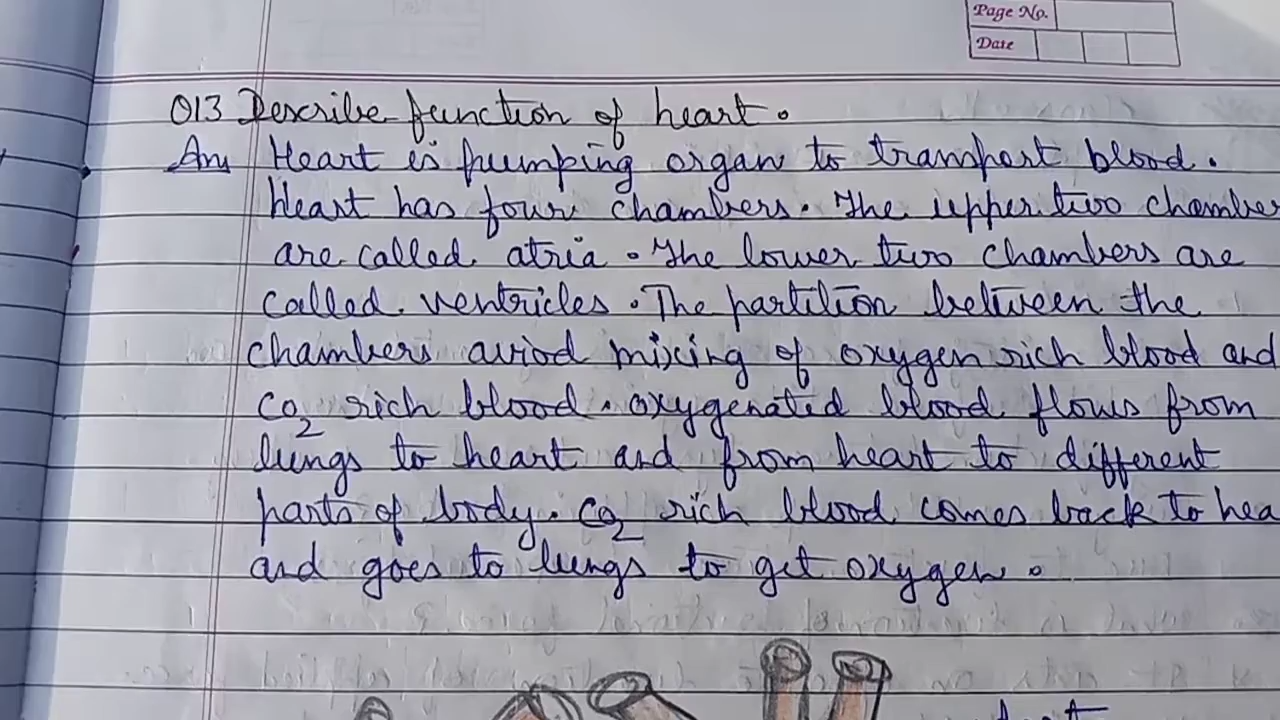 Page No.
Date
Q13 Describe function of heart.
Ans Heart is pumping organ to transport blood.
Heart has four chambers. The upper two chamber
are called atria. The lower two chambers are
called ventricles. The partition between the
chambers aviod mixing of oxygen rich blood and
CO2 rich blood. oxygenated blood flows from
lungs to heart and from heart to different
parts of body. CO2 rich blood comes back to hea
and goes to lungs to get oxygen.